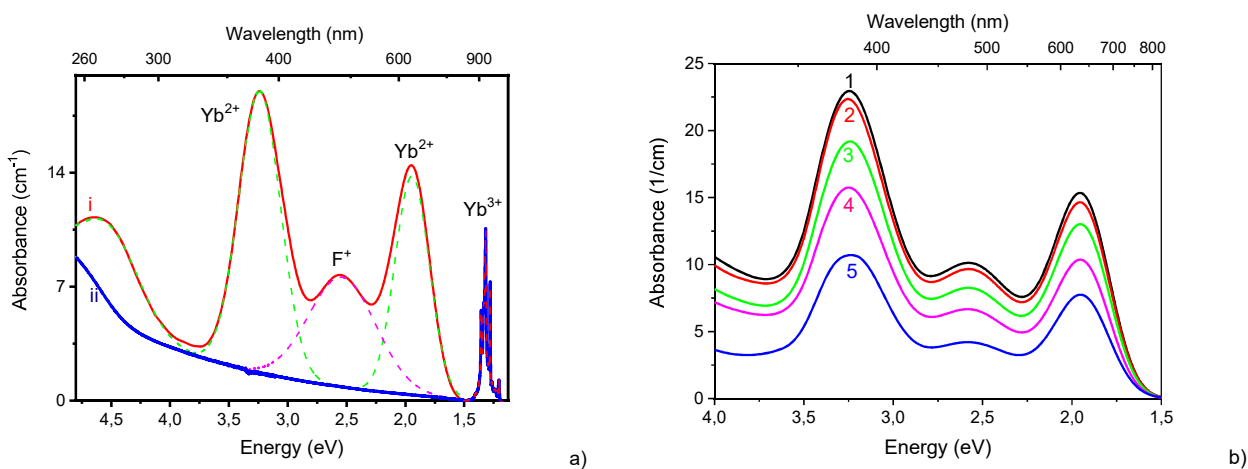 Wavelength (nm)
260 300 400 600 900
Absorbance (cm⁻¹)
14
7
0
i
ii
Yb²⁺
F⁺
Yb²⁺
Yb³⁺
4,5 4,0 3,5 3,0 2,5 2,0 1,5
Energy (eV)
a)
Wavelength (nm)
400 500 600 700 800
Absorbance (1/cm)
25
20
15
10
5
0
1
2
3
4
5
4,0 3,5 3,0 2,5 2,0 1,5
Energy (eV)
b)